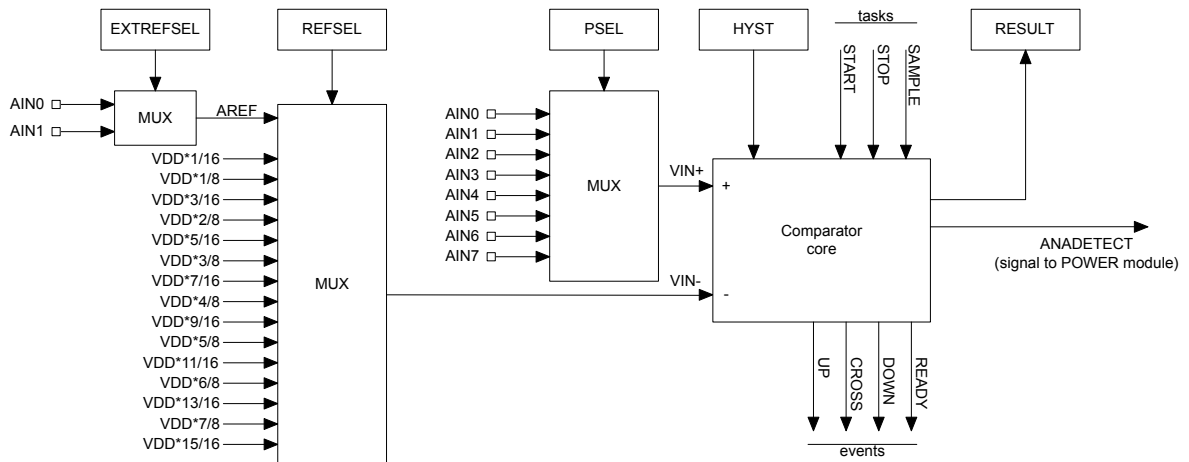 EXTREFSEL
REFSEL
PSEL
HYST
tasks
RESULT
START
STOP
SAMPLE
AIN0
AIN1
MUX
AREF
VDD*1/16
VDD*1/8
VDD*3/16
VDD*2/8
VDD*5/16
VDD*3/8
VDD*7/16
VDD*4/8
VDD*9/16
VDD*5/8
VDD*11/16
VDD*6/8
VDD*13/16
VDD*7/8
VDD*15/16
MUX
AIN0
AIN1
AIN2
AIN3
AIN4
AIN5
AIN6
AIN7
MUX
VIN+
VIN-
+
-
Comparator
core
ANADETECT
(signal to POWER module)
UP
CROSS
DOWN
READY
events